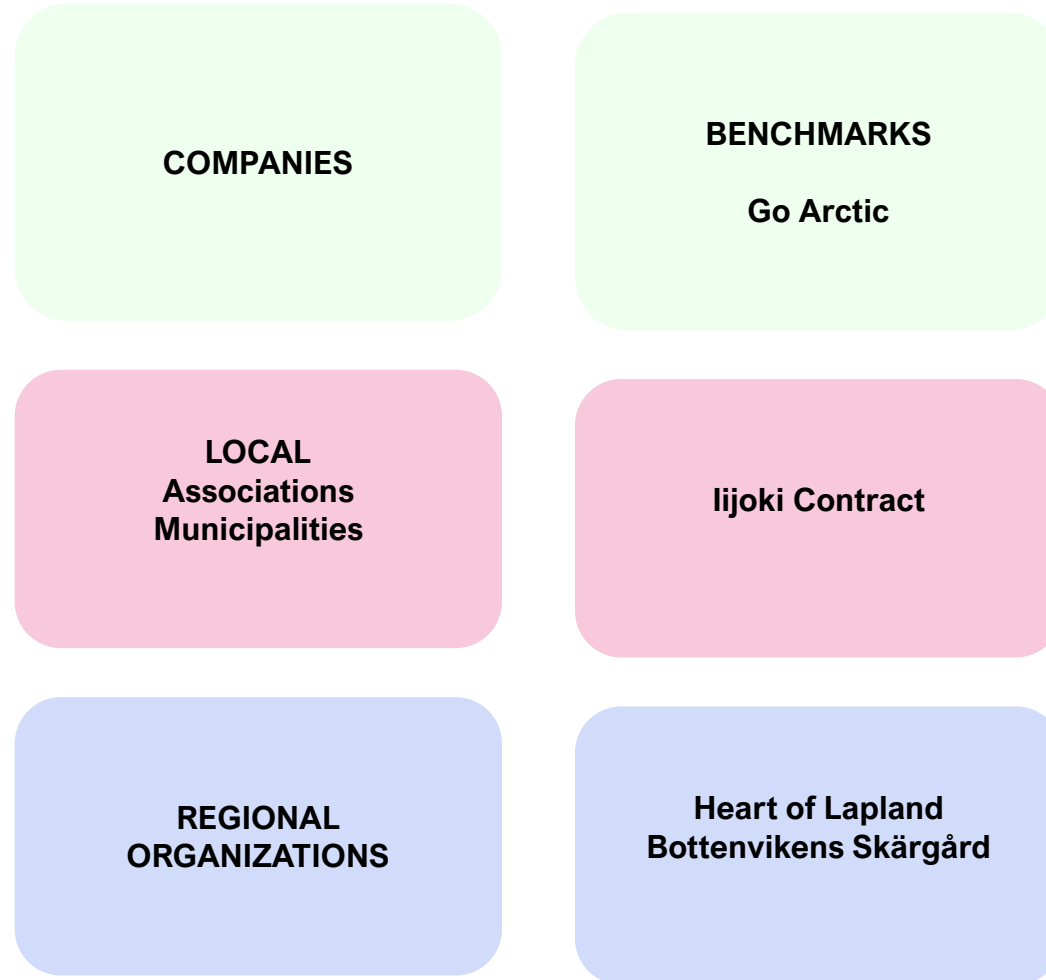 COMPANIES
BENCHMARKS
Go Arctic
LOCAL
Associations
Municipalities
Iijoki Contract
REGIONAL
ORGANIZATIONS
Heart of Lapland
Bottenvikens Skärgård